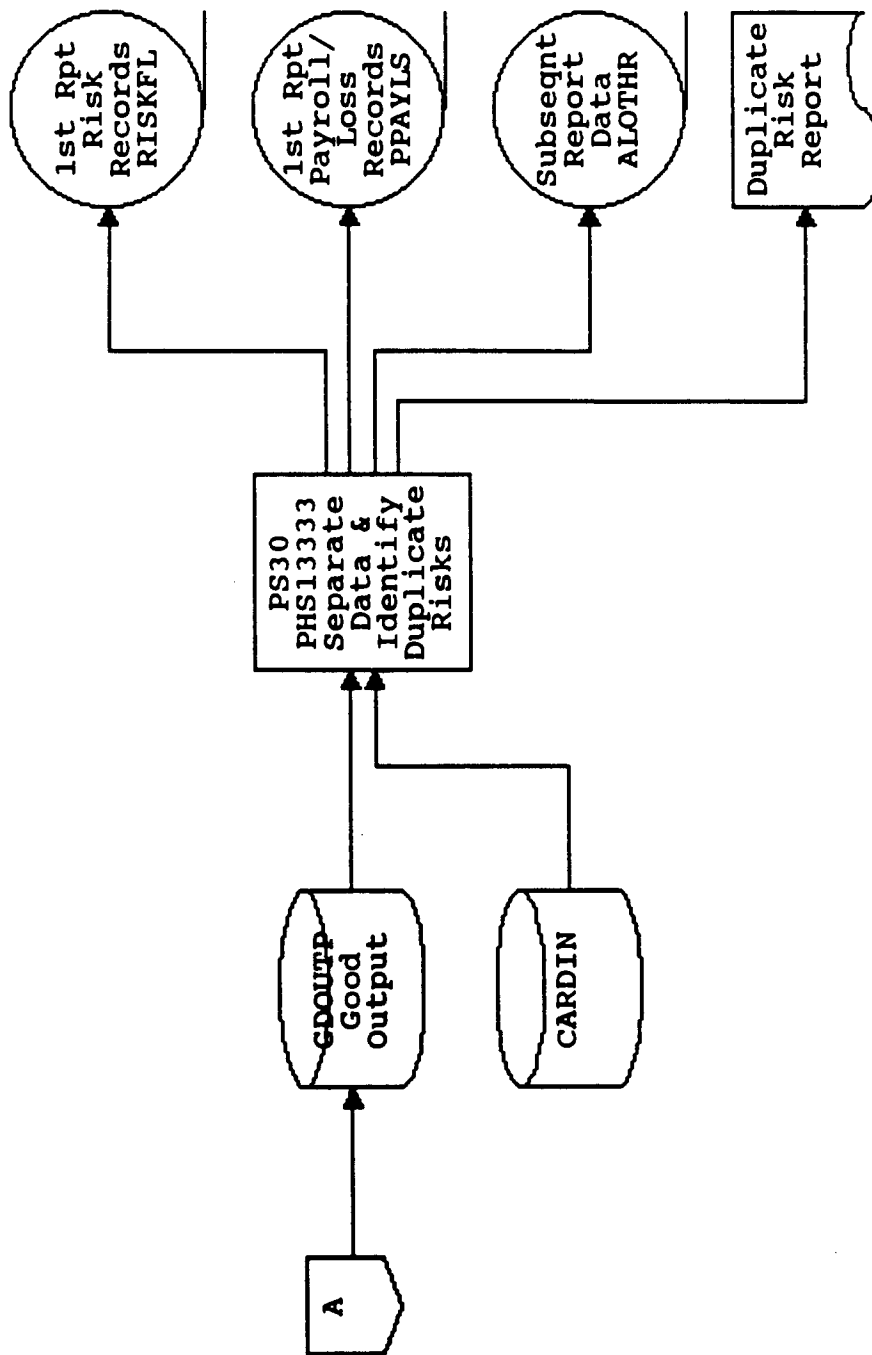 A
GDOUTP
Good
Output
CARDIN
PS30
PHS13333
Separate
Data &
Identify
Duplicate
Risks
1st Rpt
Risk
Records
RISKFL
1st Rpt
Payroll/
Loss
Records
PPAYLS
Subseqnt
Report
Data
ALOTHR
Duplicate
Risk
Report